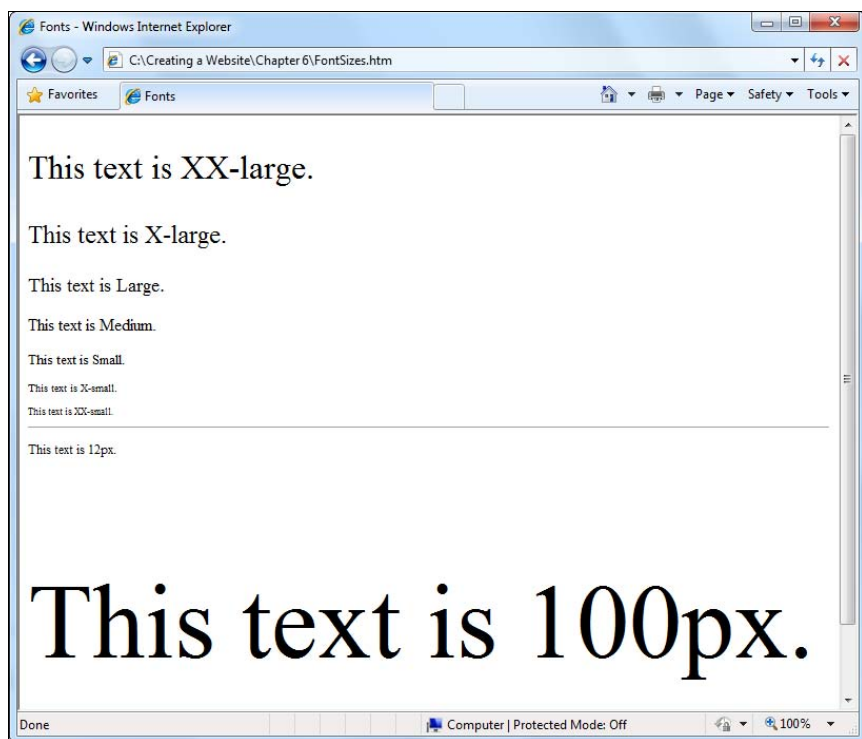 Fonts - Windows Internet Explorer
C:\Creating a Website\Chapter 6\FontSizes.htm
Favorites Fonts Page Safety Tools
This text is XX-large.
This text is X-large.
This text is Large.
This text is Medium.
This text is Small.
This text is X-small.
This text is XX-small.
This text is 12px.
This text is 100px.
Done Computer | Protected Mode: Off 100%